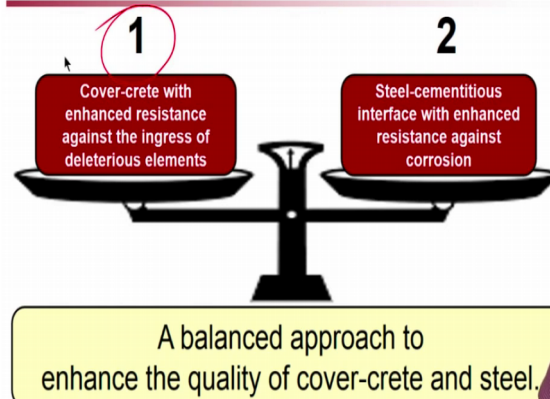 1
2
Cover-crete with
enhanced resistance
against the ingress of
deleterious elements
Steel-cementitious
interface with enhanced
resistance against
corrosion
A balanced approach to
enhance the quality of cover-crete and steel.